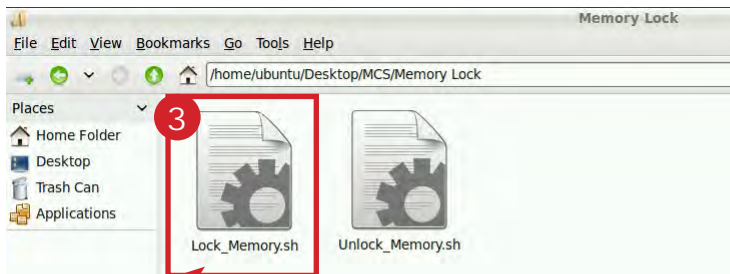 Memory Lock
File Edit View Bookmarks Go Tools Help
/home/ubuntu/Desktop/MCS/Memory Lock
Places
3
Home Folder
Desktop
Trash Can
Applications
Lock_Memory.sh
Unlock_Memory.sh